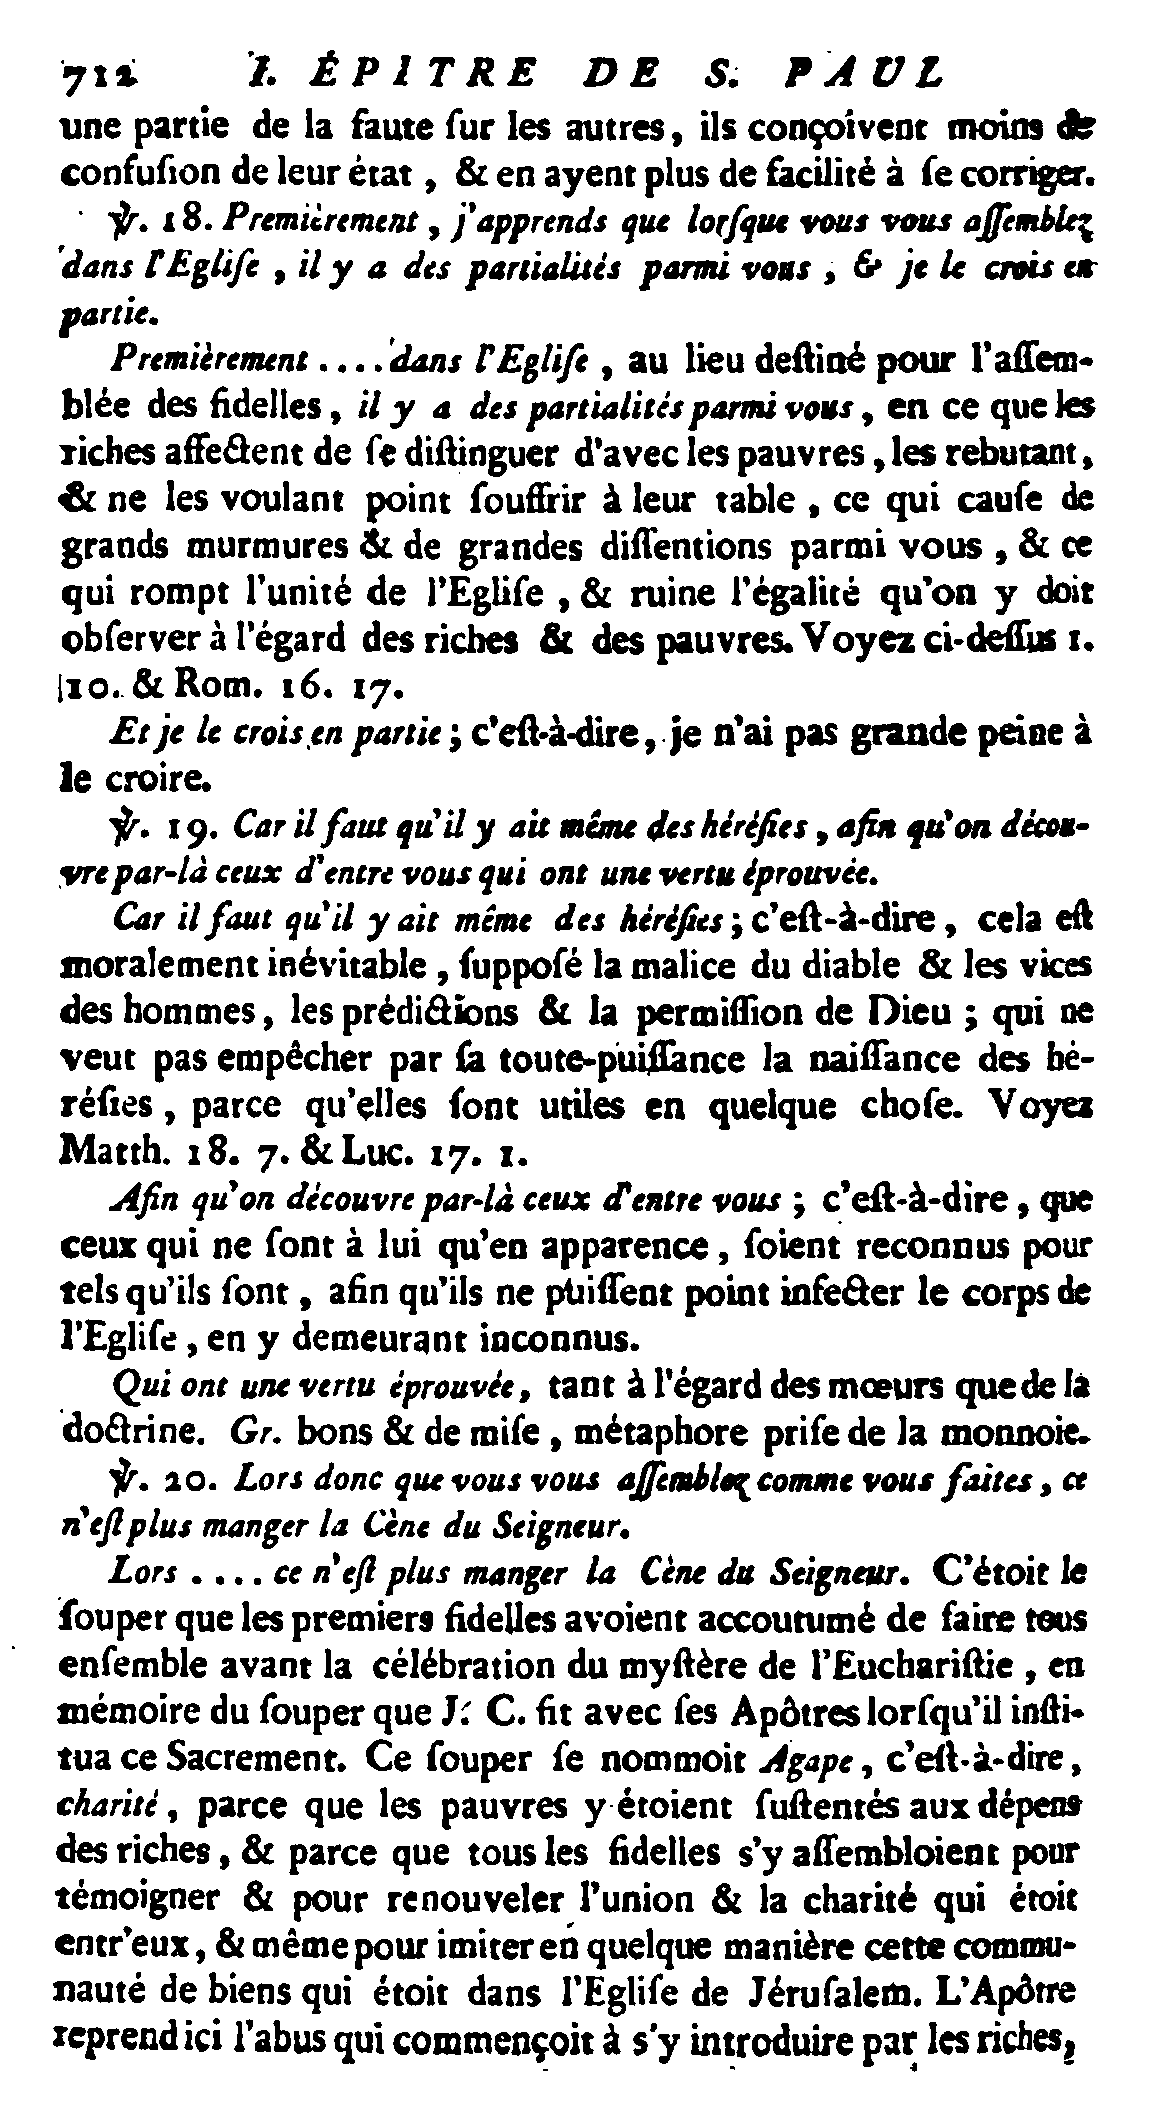 712 I. ÉPITRE DE S. PAUL
une partie de la faute ſur les autres, ils conçoivent moins de
confuſion de leur état, & en ayent plus de facilité à ſe corriger.
℣. 18. Premièrement, j'apprends que lorſque vous vous aſſemblez
dans l'Egliſe, il y a des partialités parmi vous, & je le crois en
partie.
Premièrement .... dans l'Egliſe, au lieu deſtiné pour l'aſſem-
blée des fidelles, il y a des partialités parmi vous, en ce que les
riches affectent de ſe diſtinguer d'avec les pauvres, les rebutant,
& ne les voulant point ſouffrir à leur table, ce qui cauſe de
grands murmures & de grandes diſſentions parmi vous, & ce
qui rompt l'unité de l'Egliſe, & ruine l'égalité qu'on y doit
obſerver à l'égard des riches & des pauvres. Voyez ci-deſſus 1.
10. & Rom. 16. 17.
Et je le crois en partie; c'eſt-à-dire, je n'ai pas grande peine à
le croire.
℣. 19. Car il faut qu'il y ait même des héréſies, afin qu'on décou-
vre par-là ceux d'entre vous qui ont une vertu éprouvée.
Car il faut qu'il y ait même des héréſies; c'eſt-à-dire, cela eſt
moralement inévitable, ſuppoſé la malice du diable & les vices
des hommes, les prédictions & la permiſſion de Dieu; qui ne
veut pas empêcher par ſa toute-puiſſance la naiſſance des hé-
réſies, parce qu'elles ſont utiles en quelque choſe. Voyez
Matth. 18. 7. & Luc. 17. 1.
Afin qu'on découvre par-là ceux d'entre vous; c'eſt-à-dire, que
ceux qui ne ſont à lui qu'en apparence, ſoient reconnus pour
tels qu'ils ſont, afin qu'ils ne puiſſent point infecter le corps de
l'Egliſe, en y demeurant inconnus.
Qui ont une vertu éprouvée, tant à l'égard des mœurs que de la
doctrine. Gr. bons & de miſe, métaphore priſe de la monnoie.
℣. 20. Lors donc que vous vous aſſemblez comme vous faites, ce
n'eſt plus manger la Cène du Seigneur.
Lors .... ce n'eſt plus manger la Cène du Seigneur. C'étoit le
ſouper que les premiers fidelles avoient accoutumé de faire tous
enſemble avant la célébration du myſtère de l'Euchariſtie, en
mémoire du ſouper que J. C. fit avec ſes Apôtres lorſqu'il inſti-
tua ce Sacrement. Ce ſouper ſe nommoit Agape, c'eſt-à-dire,
charité, parce que les pauvres y étoient ſuſtentés aux dépens
des riches, & parce que tous les fidelles s'y aſſembloient pour
témoigner & pour renouveler l'union & la charité qui étoit
entr'eux, & même pour imiter en quelque manière cette commu-
nauté de biens qui étoit dans l'Egliſe de Jéruſalem. L'Apôtre
reprend ici l'abus qui commençoit à s'y introduire par les riches,